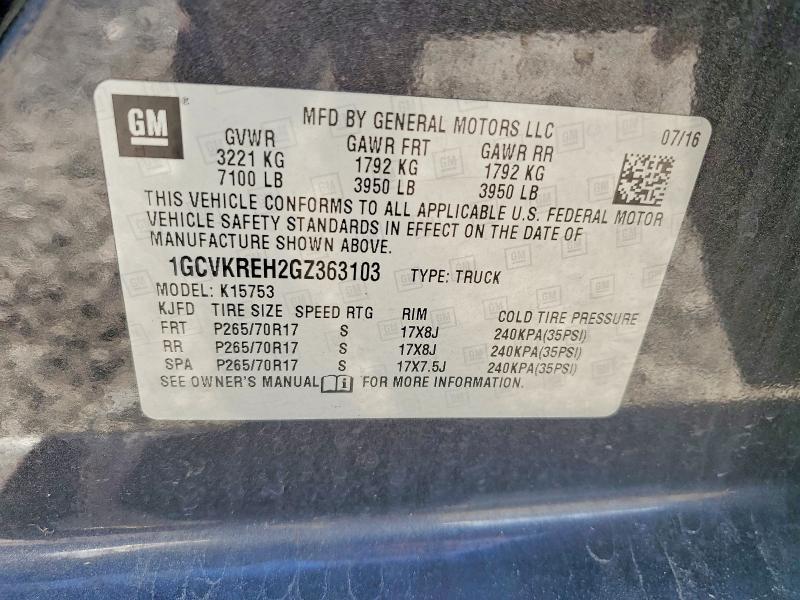 GM
MFD BY GENERAL MOTORS LLC 07/16
GVWR GAWR FRT GAWR RR
3221 KG 1792 KG 1792 KG
7100 LB 3950 LB 3950 LB
THIS VEHICLE CONFORMS TO ALL APPLICABLE U.S. FEDERAL MOTOR
VEHICLE SAFETY STANDARDS IN EFFECT ON THE DATE OF
MANUFACTURE SHOWN ABOVE.
1GCVKREH2GZ363103 TYPE: TRUCK
MODEL: K15753
KJFD TIRE SIZE SPEED RTG RIM COLD TIRE PRESSURE
FRT P265/70R17 S 17X8J 240KPA(35PSI)
RR P265/70R17 S 17X8J 240KPA(35PSI)
SPA P265/70R17 S 17X7.5J 240KPA(35PSI)
SEE OWNER'S MANUAL FOR MORE INFORMATION.